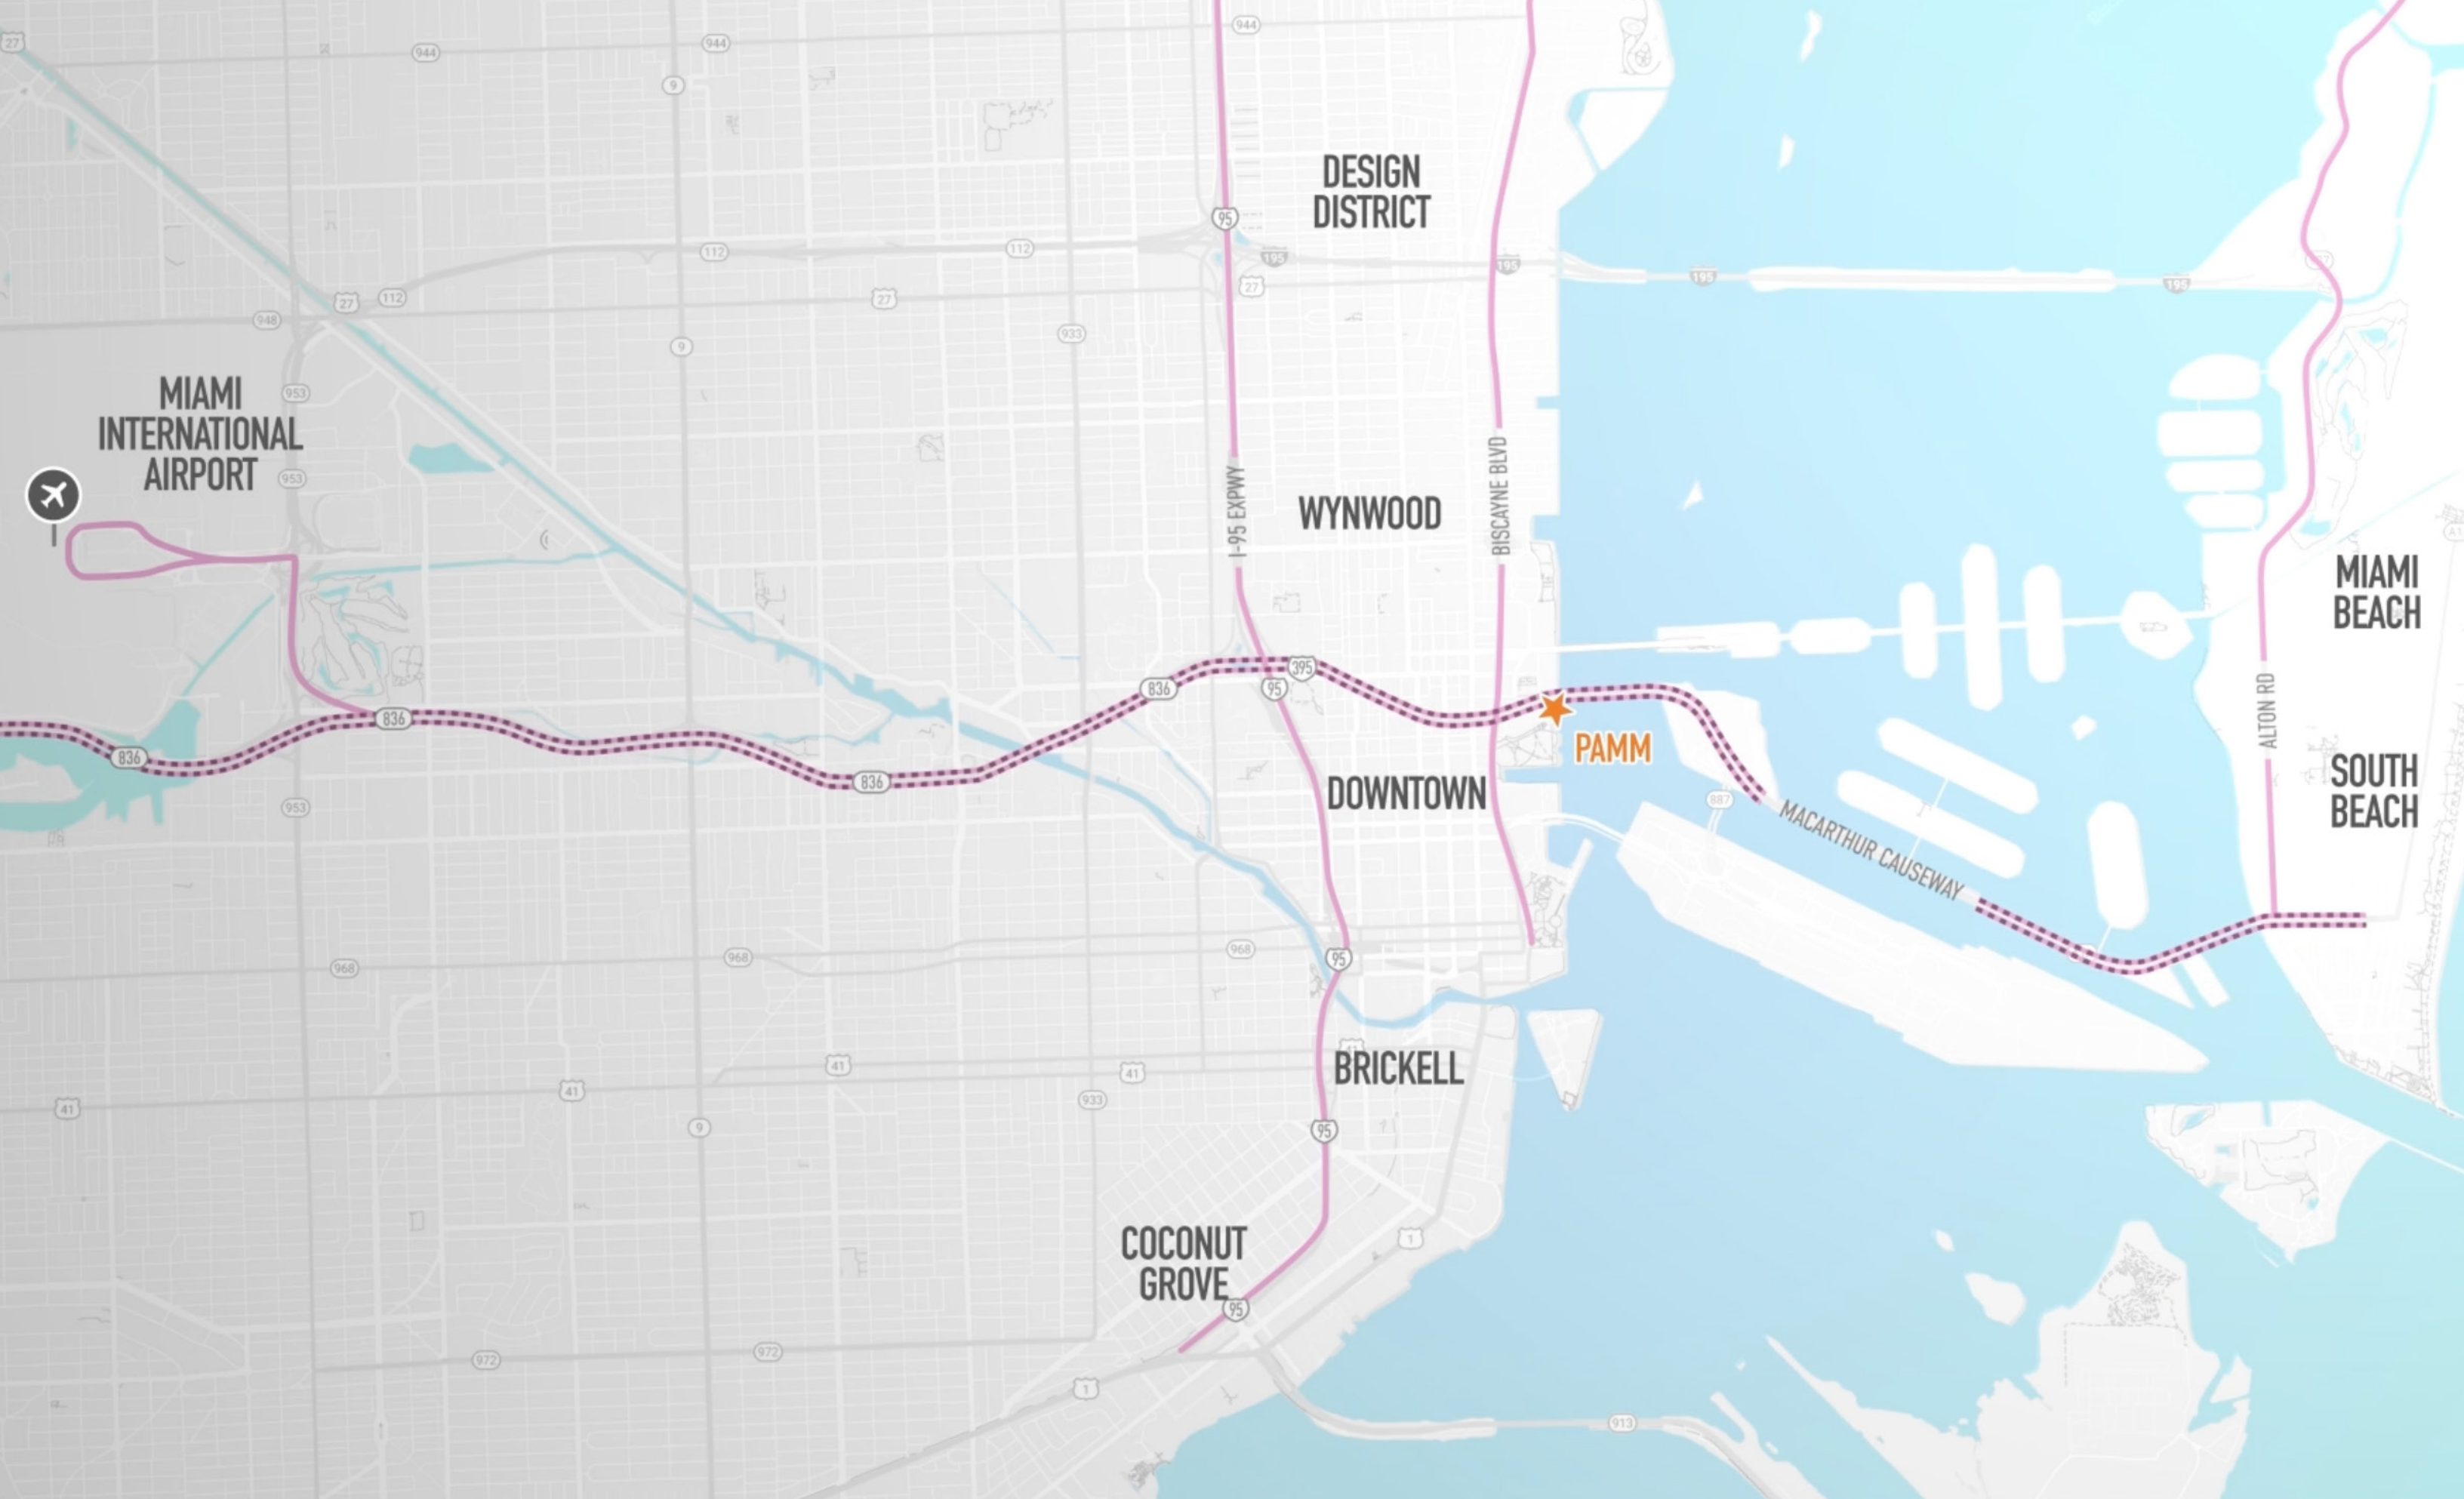 27
944
944
944
9
DESIGN
DISTRICT
95
112
112
195
195
195
195
27
112
27
27
948
933
9
MIAMI
INTERNATIONAL
AIRPORT
953
953
I-95 EXPWY
WYNWOOD
BISCAYNE BLVD
MIAMI
BEACH
ALTON RD
836
395
95
836
836
836
PAMM
DOWNTOWN
887
MACARTHUR CAUSEWAY
SOUTH
BEACH
953
968
968
968
95
41
41
41
41
41
BRICKELL
933
9
95
COCONUT
GROVE
95
1
972
972
1
913